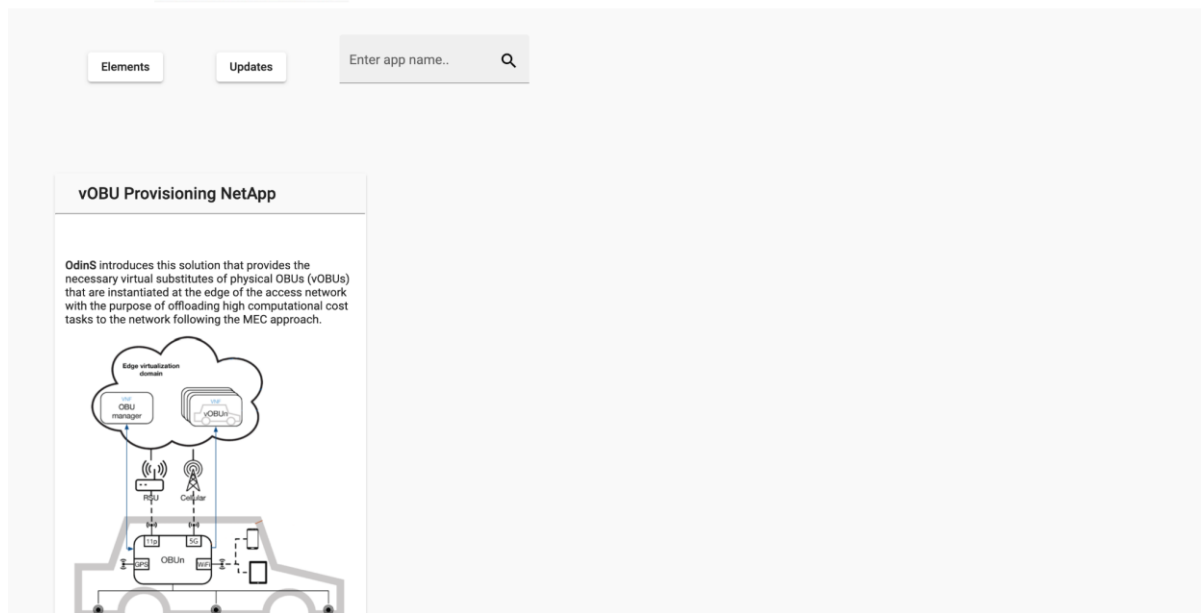 Elements
Updates
Enter app name..
vOBU Provisioning NetApp
OdinS introduces this solution that provides the
necessary virtual substitutes of physical OBUs (vOBUs)
that are instantiated at the edge of the access network
with the purpose of offloading high computational cost
tasks to the network following the MEC approach.
Edge virtualization
domain
VNF
OBU
manager
VNF
vOBUn
RSU
Cellular
11p
5G
OBUn
GPS
WiFi